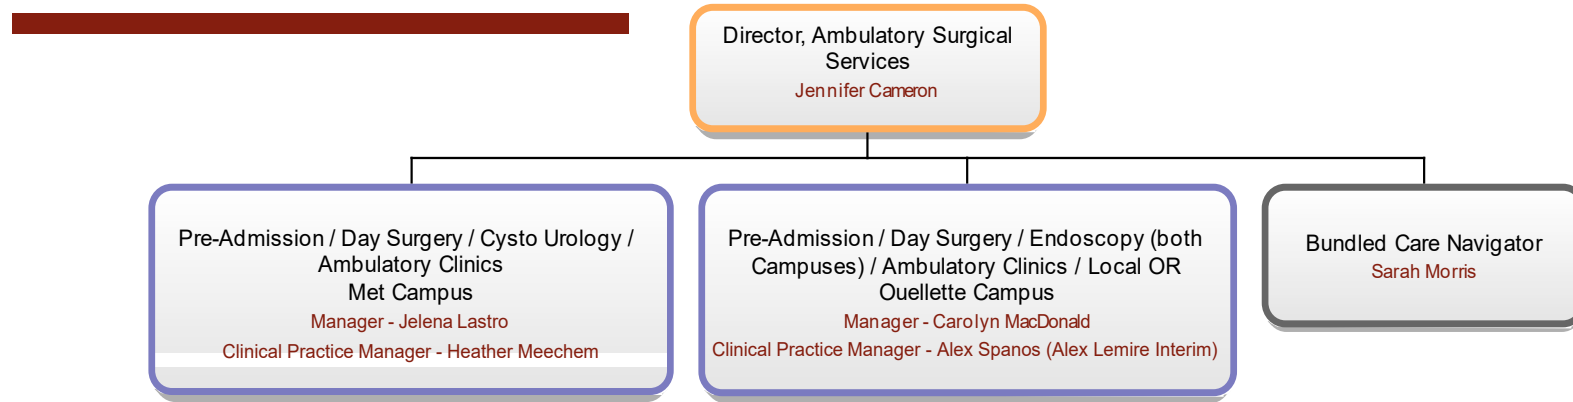 Director, Ambulatory Surgical
Services
Jennifer Cameron
Pre-Admission / Day Surgery / Cysto Urology /
Ambulatory Clinics
Met Campus
Manager - Jelena Lastro
Clinical Practice Manager - Heather Meechem
Pre-Admission / Day Surgery / Endoscopy (both
Campuses) / Ambulatory Clinics / Local OR
Ouellette Campus
Manager - Carolyn MacDonald
Clinical Practice Manager - Alex Spanos (Alex Lemire Interim)
Bundled Care Navigator
Sarah Morris